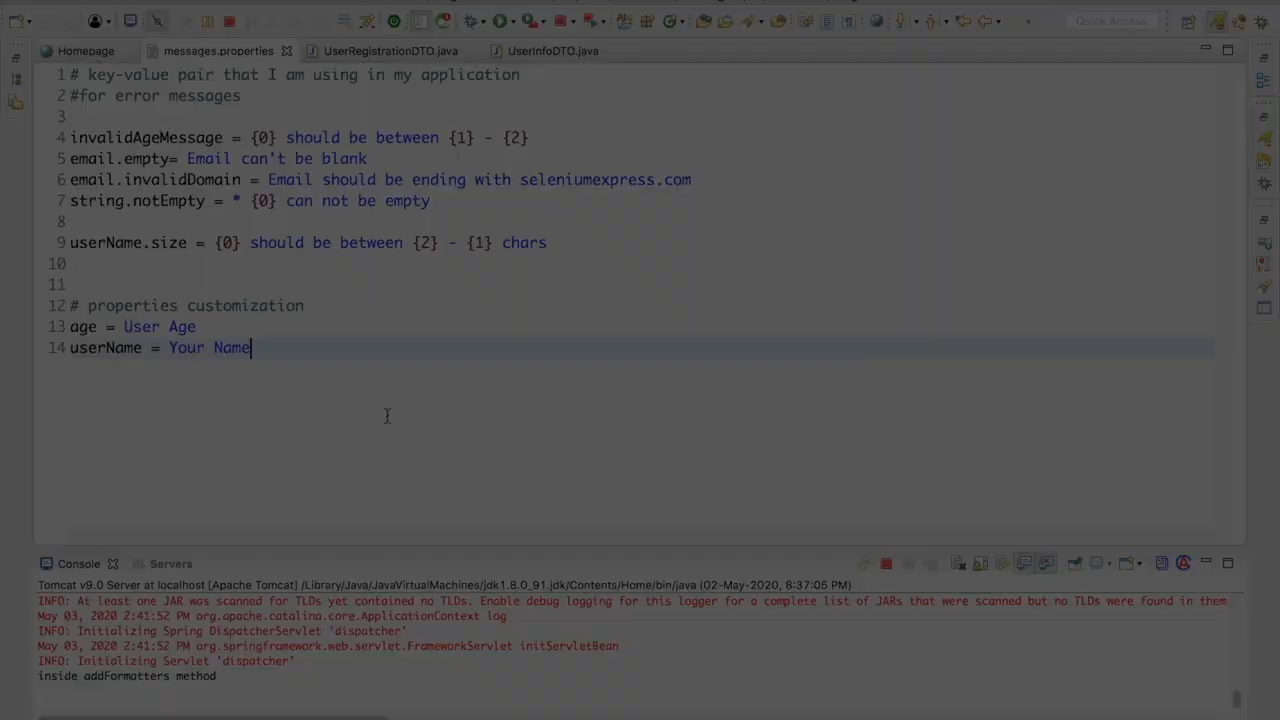 Quick Access
Homepage
messages.properties
UserRegistrationDTO.java
UserInfoDTO.java
1 # key-value pair that I am using in my application
2 #for error messages
3
4 invalidAgeMessage = {0} should be between {1} - {2}
5 email.empty= Email can't be blank
6 email.invalidDomain = Email should be ending with seleniumexpress.com
7 string.notEmpty = * {0} can not be empty
8
9 userName.size = {0} should be between {2} - {1} chars
10
11
12 # properties customization
13 age = User Age
14 userName = Your Name
Console
Servers
Tomcat v9.0 Server at localhost [Apache Tomcat] /Library/Java/JavaVirtualMachines/jdk1.8.0_91.jdk/Contents/Home/bin/java (02-May-2020, 8:37:05 PM)
INFO: At least one JAR was scanned for TLDs yet contained no TLDs. Enable debug logging for this logger for a complete list of JARs that were scanned but no TLDs were found in them
May 03, 2020 2:41:52 PM org.apache.catalina.core.ApplicationContext log
INFO: Initializing Spring DispatcherServlet 'dispatcher'
May 03, 2020 2:41:52 PM org.springframework.web.servlet.FrameworkServlet initServletBean
INFO: Initializing Servlet 'dispatcher'
inside addFormatters method